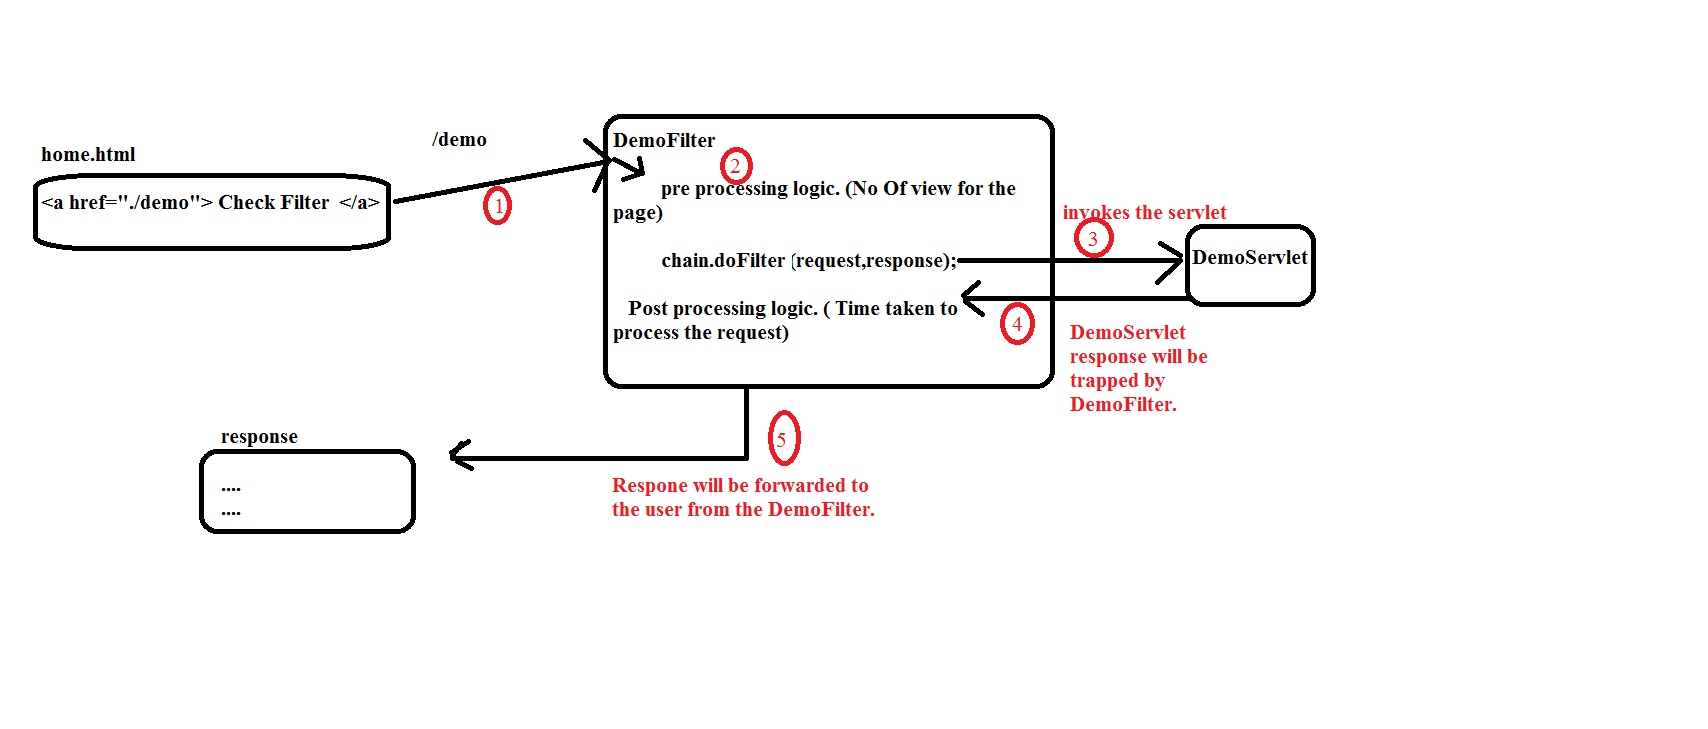 home.html
<a href="./demo"> Check Filter </a>
/demo
1
DemoFilter
2
pre processing logic. (No Of view for the
page)
chain.doFilter (request,response);
Post processing logic. ( Time taken to
process the request)
invokes the servlet
3
DemoServlet
4
DemoServlet
response will be
trapped by
DemoFilter.
5
Respone will be forwarded to
the user from the DemoFilter.
response
....
....